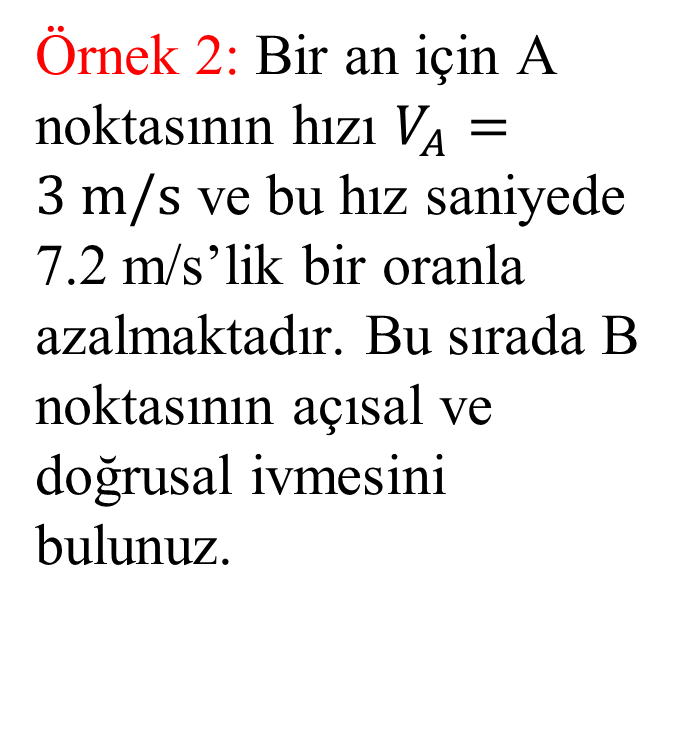 Örnek 2: Bir an için A
noktasının hızı V_A =
3 m/s ve bu hız saniyede
7.2 m/s’lik bir oranla
azalmaktadır. Bu sırada B
noktasının açısal ve
doğrusal ivmesini
bulunuz.